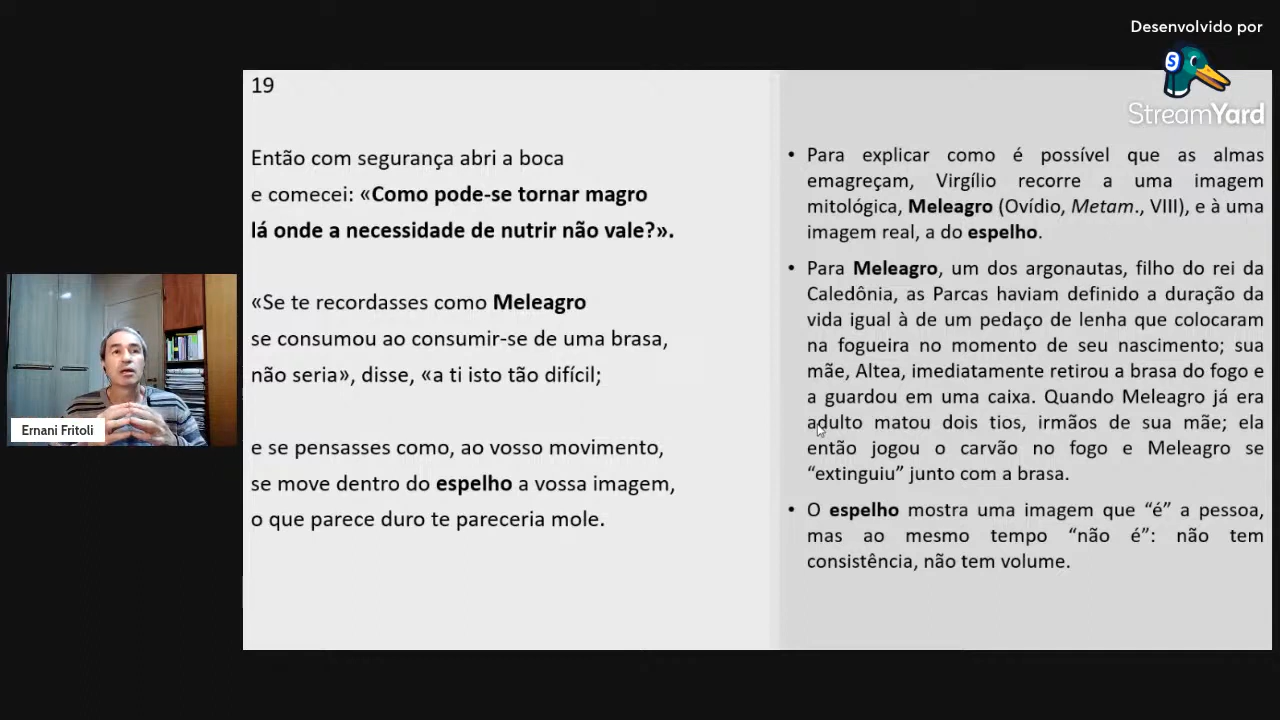 Desenvolvido por
StreamYard
19
Então com segurança abri a boca
e comecei: «Como pode-se tornar magro
lá onde a necessidade de nutrir não vale?».
«Se te recordasses como Meleagro
se consumou ao consumir-se de uma brasa,
não seria», disse, «a ti isto tão difícil;
e se pensasses como, ao vosso movimento,
se move dentro do espelho a vossa imagem,
o que parece duro te pareceria mole.
• Para explicar como é possível que as almas
emagreçam, Virgílio recorre a uma imagem
mitológica, Meleagro (Ovídio, Metam., VIII), e à uma
imagem real, a do espelho.
• Para Meleagro, um dos argonautas, filho do rei da
Caledônia, as Parcas haviam definido a duração da
vida igual à de um pedaço de lenha que colocaram
na fogueira no momento de seu nascimento; sua
mãe, Altea, imediatamente retirou a brasa do fogo e
a guardou em uma caixa. Quando Meleagro já era
adulto matou dois tios, irmãos de sua mãe; ela
então jogou o carvão no fogo e Meleagro se
“extinguiu” junto com a brasa.
• O espelho mostra uma imagem que “é” a pessoa,
mas ao mesmo tempo “não é”: não tem
consistência, não tem volume.
Ernani Fritoli